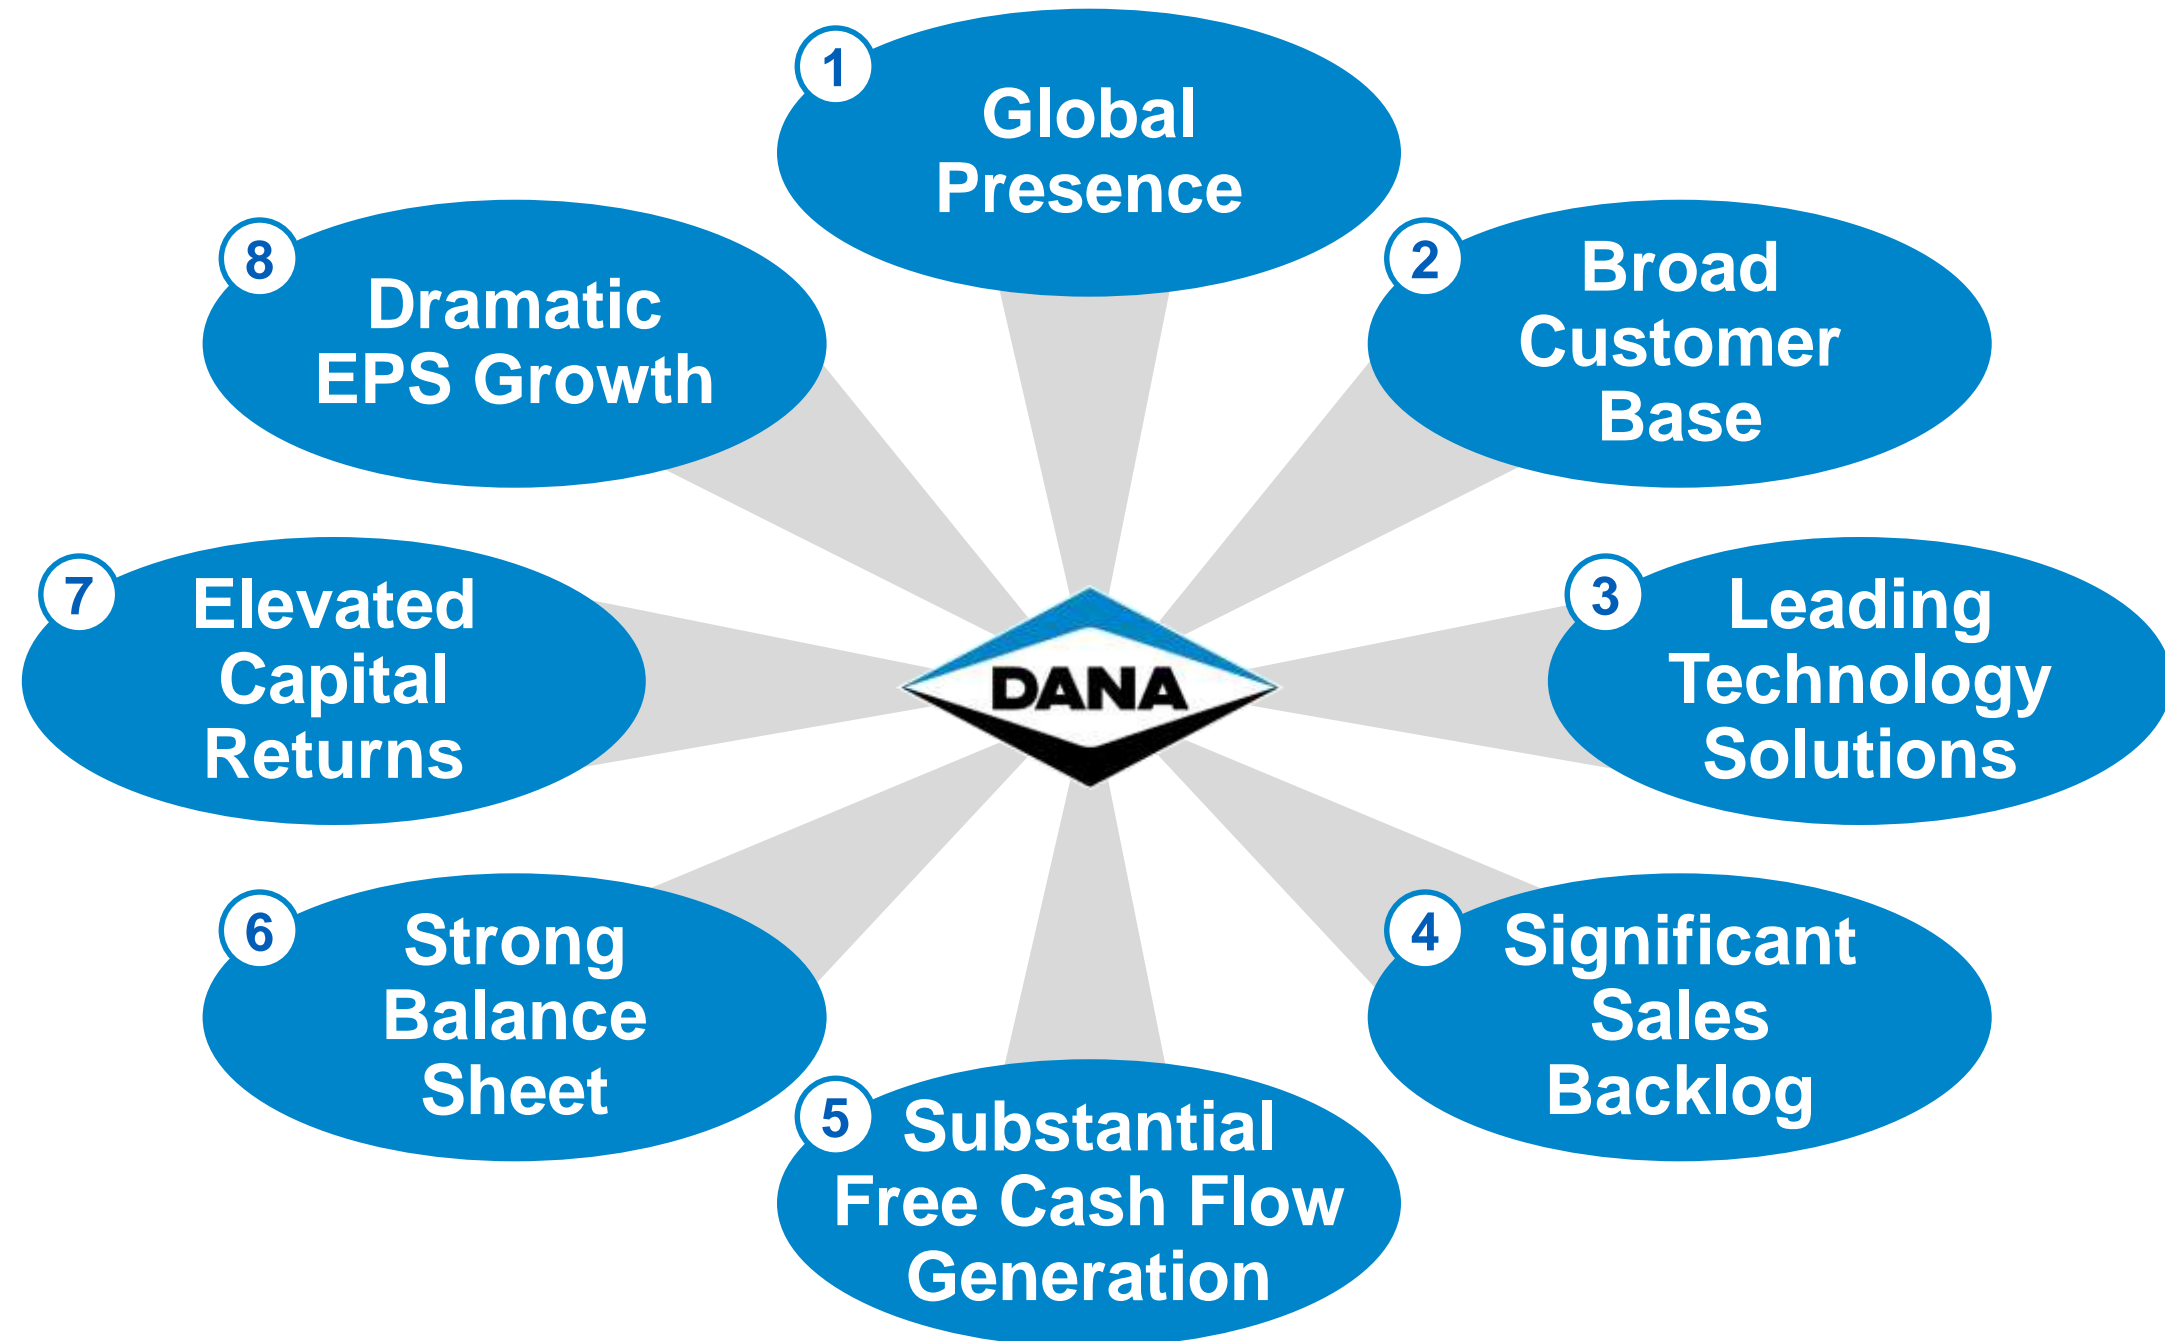 1
Global
Presence
2
Broad
Customer
Base
3
Leading
Technology
Solutions
4
Significant
Sales
Backlog
5
Substantial
Free Cash Flow
Generation
6
Strong
Balance
Sheet
7
Elevated
Capital
Returns
8
Dramatic
EPS Growth
DANA